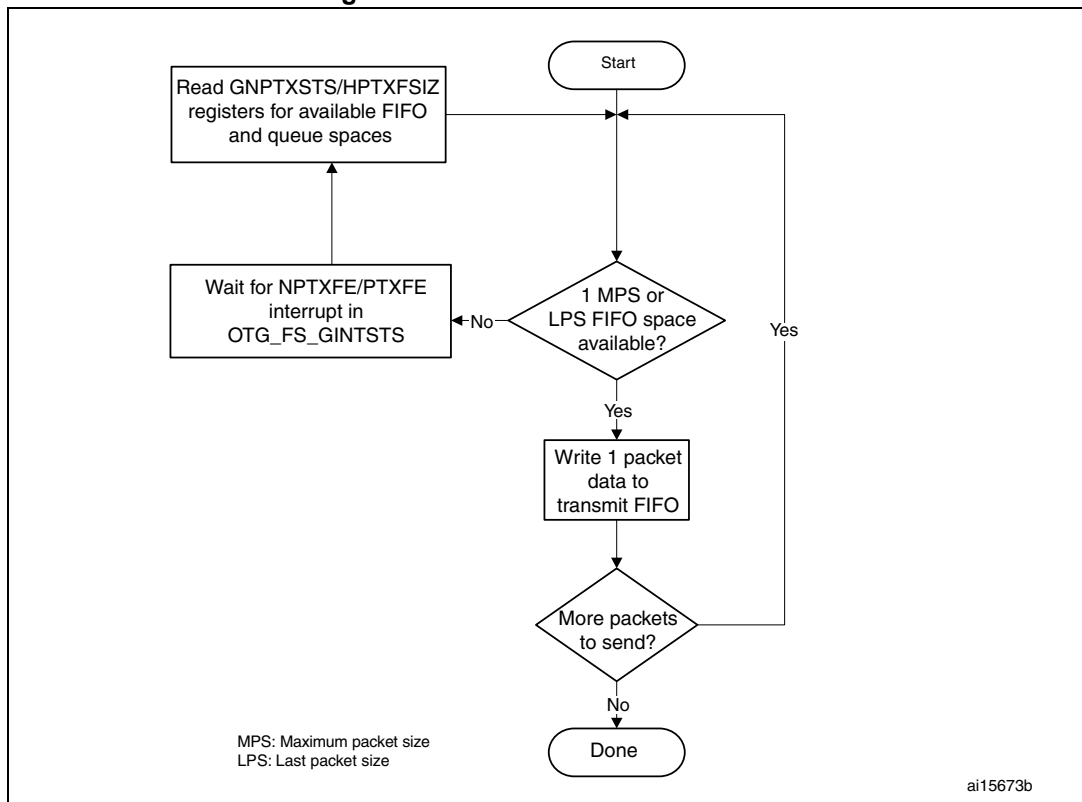 Start
Read GNPTXSTS/HPTXFSIZ
registers for available FIFO
and queue spaces
Wait for NPTXFE/PTXFE
interrupt in
OTG_FS_GINTSTS
No
1 MPS or
LPS FIFO space
available?
Yes
Yes
Write 1 packet
data to
transmit FIFO
More packets
to send?
No
Done
MPS: Maximum packet size
LPS: Last packet size
ai15673b